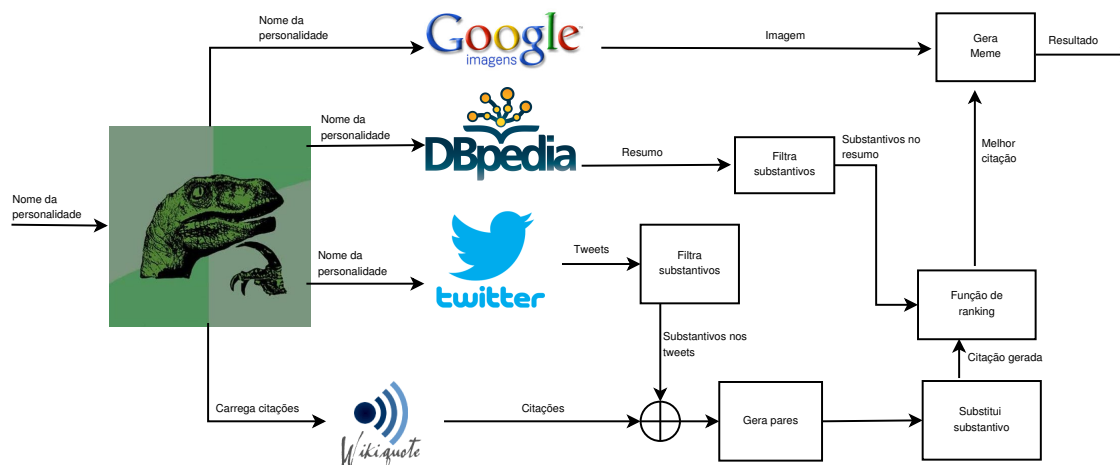 Nome da
personalidade
Google
imagens
Imagem
Gera
Meme
Resultado
Nome da
personalidade
DBpedia
Resumo
Filtra
substantivos
Substantivos no
resumo
Melhor
citação
Nome da
personalidade
Nome da
personalidade
twitter
Tweets
Filtra
substantivos
Substantivos nos
tweets
Função de
ranking
Citação gerada
Carrega citações
Wikiquote
Citações
Gera pares
Substitui
substantivo